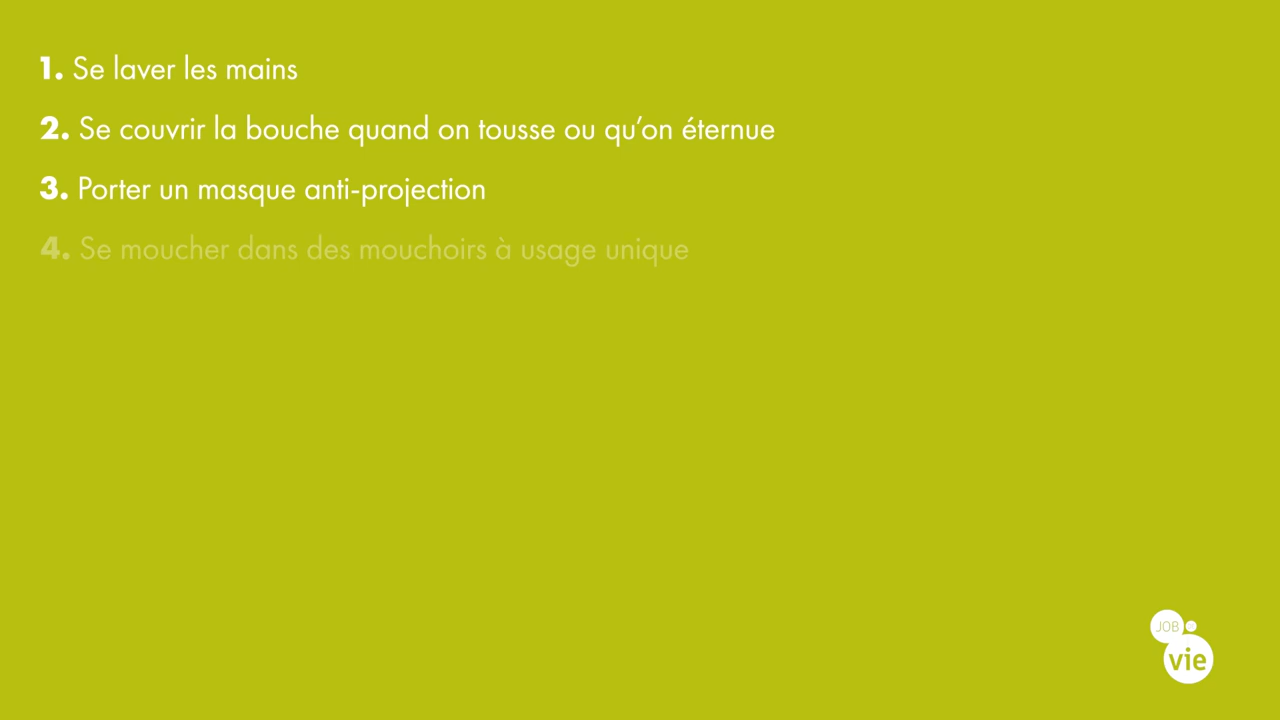 1. Se laver les mains
2. Se couvrir la bouche quand on tousse ou qu’on éternue
3. Porter un masque anti-projection
4. Se moucher dans des mouchoirs à usage unique
JOB
vie